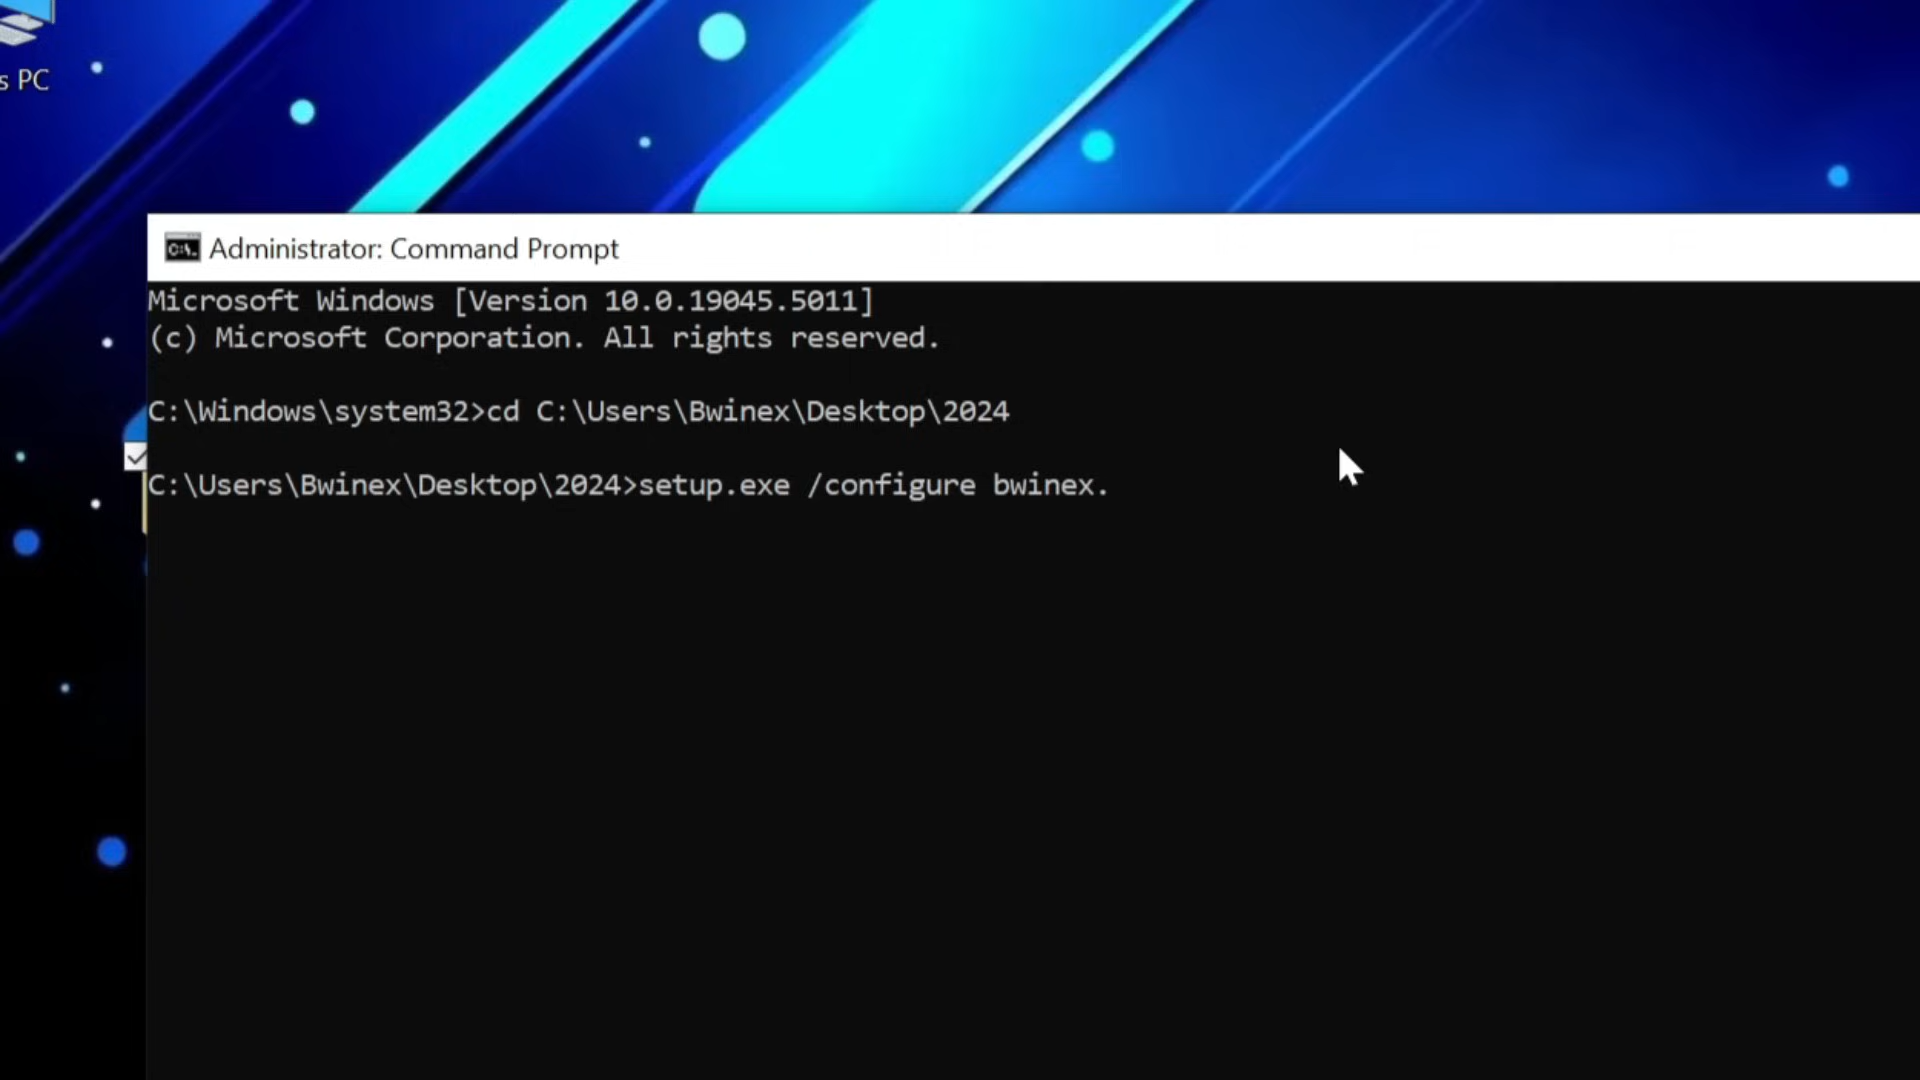 s PC
Administrator: Command Prompt
Microsoft Windows [Version 10.0.19045.5011]
(c) Microsoft Corporation. All rights reserved.
C:\Windows\system32>cd C:\Users\Bwinex\Desktop\2024
C:\Users\Bwinex\Desktop\2024>setup.exe /configure bwinex.